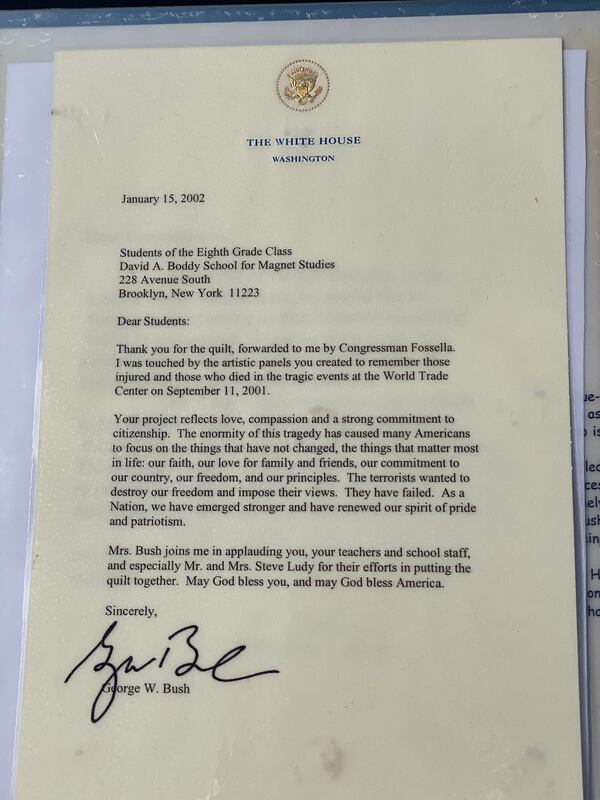 THE WHITE HOUSE
WASHINGTON
January 15, 2002
Students of the Eighth Grade Class
David A. Boddy School for Magnet Studies
228 Avenue South
Brooklyn, New York 11223
Dear Students:
Thank you for the quilt, forwarded to me by Congressman Fossella.
I was touched by the artistic panels you created to remember those
injured and those who died in the tragic events at the World Trade
Center on September 11, 2001.
Your project reflects love, compassion and a strong commitment to
citizenship. The enormity of this tragedy has caused many Americans
to focus on the things that have not changed, the things that matter most
in life: our faith, our love for family and friends, our commitment to
our country, our freedom, and our principles. The terrorists wanted to
destroy our freedom and impose their views. They have failed. As a
Nation, we have emerged stronger and have renewed our spirit of pride
and patriotism.
Mrs. Bush joins me in applauding you, your teachers and school staff,
and especially Mr. and Mrs. Steve Ludy for their efforts in putting the
quilt together. May God bless you, and may God bless America.
Sincerely,
George W. Bush